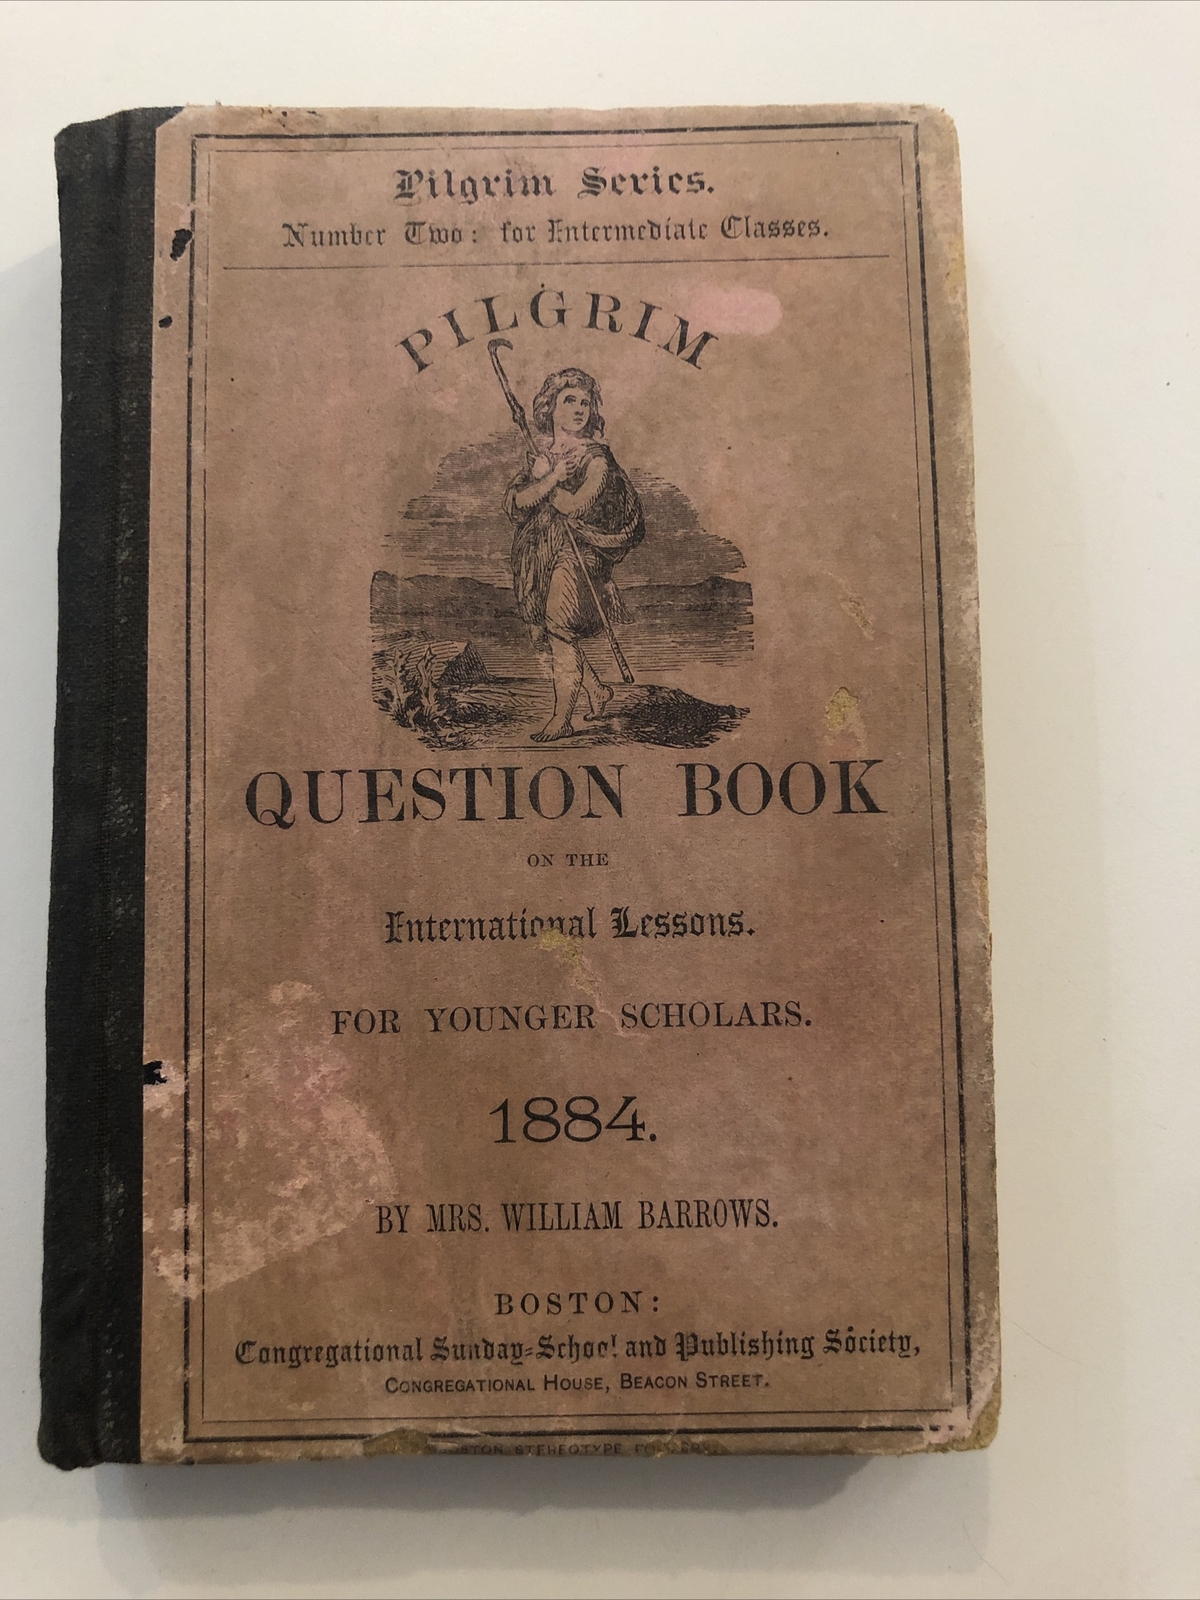 Pilgrim Series.
Number Two: for Intermediate Classes.
PILGRIM
QUESTION BOOK
ON THE
International Lessons.
FOR YOUNGER SCHOLARS.
1884.
BY MRS. WILLIAM BARROWS.
BOSTON:
Congregational Sunday-School and Publishing Society,
CONGREGATIONAL HOUSE, BEACON STREET.
STEREOTYPE